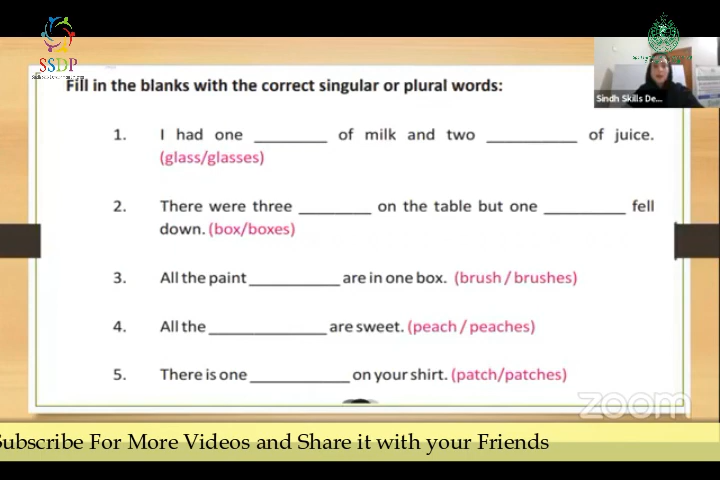 SSDP
Sindh Skills De...
Fill in the blanks with the correct singular or plural words:
1. I had one ________ of milk and two __________ of juice.
(glass/glasses)
2. There were three ________ on the table but one _________ fell
down. (box/boxes)
3. All the paint __________ are in one box. (brush / brushes)
4. All the _____________ are sweet. (peach / peaches)
5. There is one ___________ on your shirt. (patch/patches)
zoom
Subscribe For More Videos and Share it with your Friends